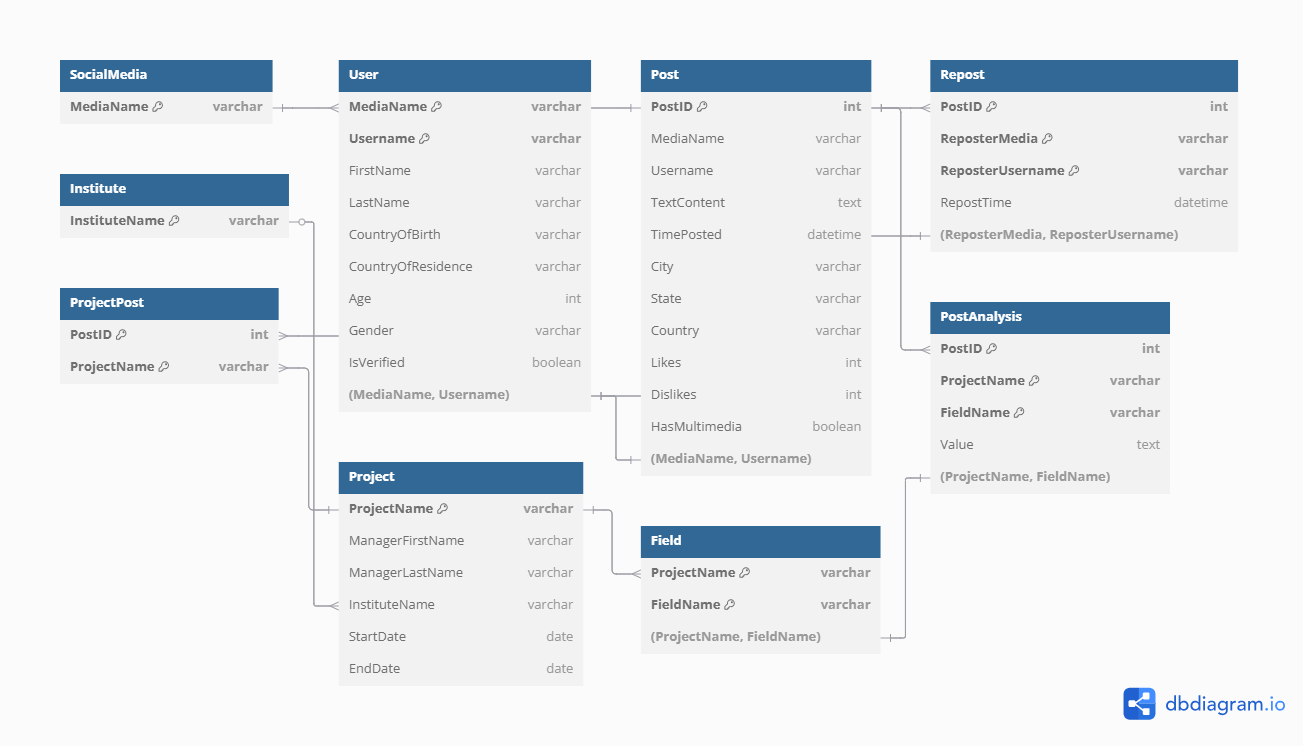 SocialMedia
MediaName varchar
Institute
InstituteName varchar
ProjectPost
PostID int
ProjectName varchar
User
MediaName varchar
Username varchar
FirstName varchar
LastName varchar
CountryOfBirth varchar
CountryOfResidence varchar
Age int
Gender varchar
IsVerified boolean
(MediaName, Username)
Project
ProjectName varchar
ManagerFirstName varchar
ManagerLastName varchar
InstituteName varchar
StartDate date
EndDate date
Post
PostID int
MediaName varchar
Username varchar
TextContent text
TimePosted datetime
City varchar
State varchar
Country varchar
Likes int
Dislikes int
HasMultimedia boolean
(MediaName, Username)
Field
ProjectName varchar
FieldName varchar
(ProjectName, FieldName)
Repost
PostID int
ReposterMedia varchar
ReposterUsername varchar
RepostTime datetime
(ReposterMedia, ReposterUsername)
PostAnalysis
PostID int
ProjectName varchar
FieldName varchar
Value text
(ProjectName, FieldName)
dbdiagram.io